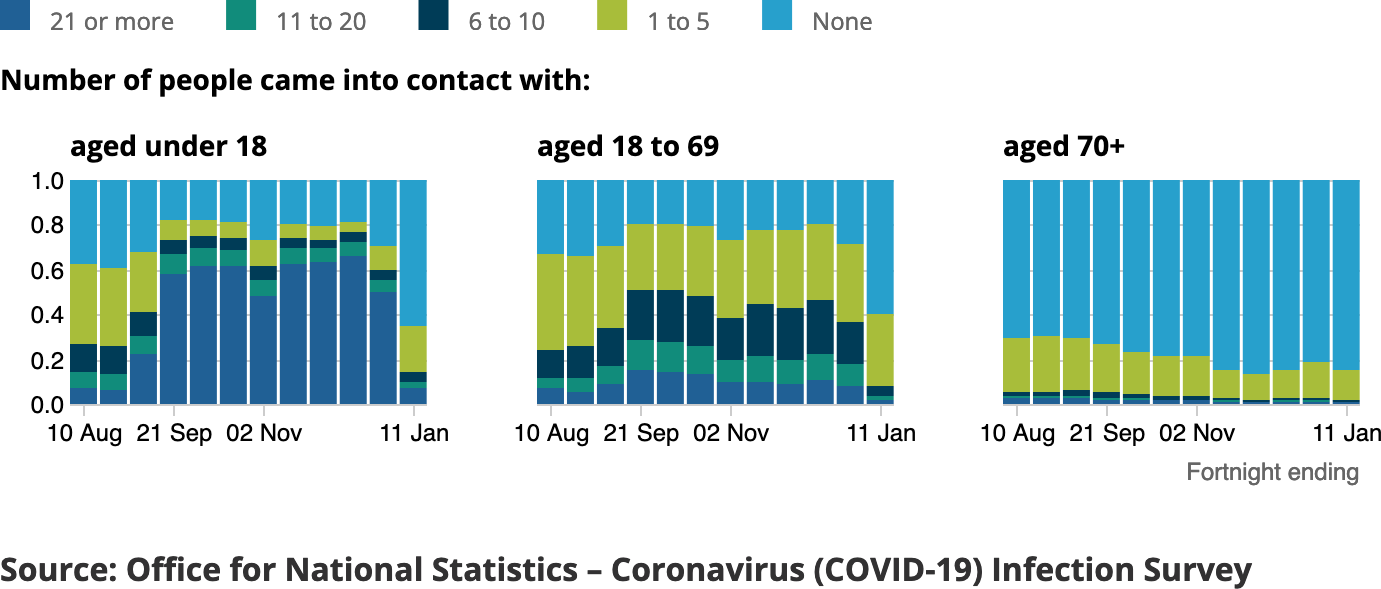 21 or more 11 to 20 6 to 10 1 to 5 None
Number of people came into contact with:
aged under 18 aged 18 to 69 aged 70+
1.0
0.8
0.6
0.4
0.2
0.0
10 Aug 21 Sep 02 Nov 11 Jan 10 Aug 21 Sep 02 Nov 11 Jan 10 Aug 21 Sep 02 Nov 11 Jan
Fortnight ending
Source: Office for National Statistics – Coronavirus (COVID-19) Infection Survey